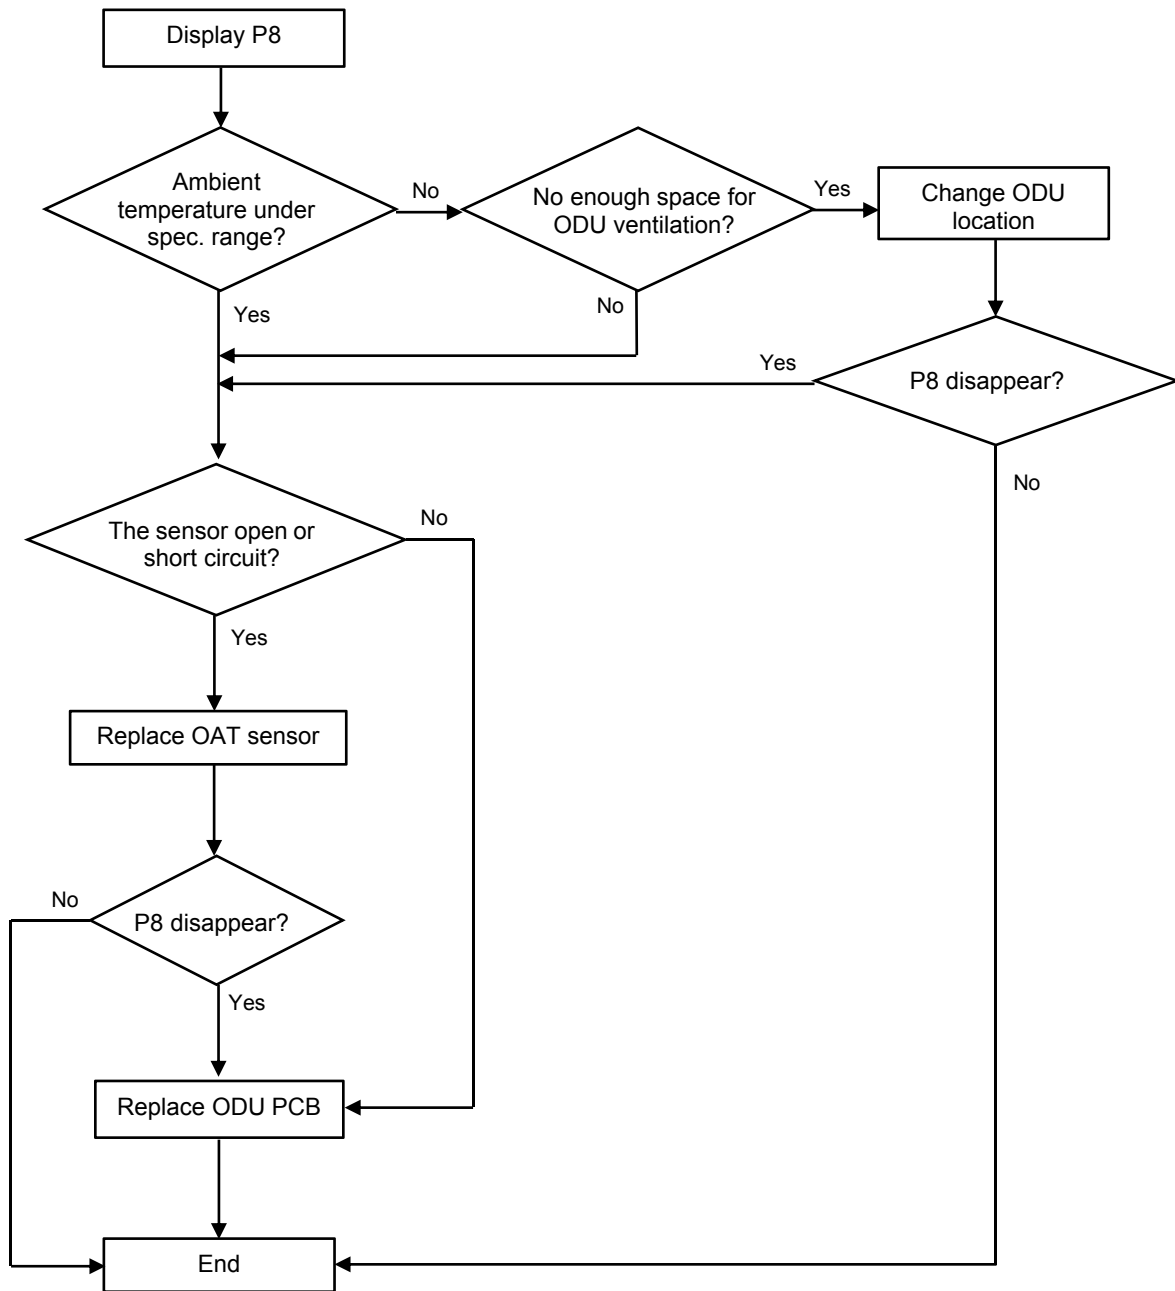 Display P8
Ambient
temperature under
spec. range?
No
No enough space for
ODU ventilation?
Yes
Change ODU
location
Yes
No
Yes
P8 disappear?
No
The sensor open or
short circuit?
No
Yes
Replace OAT sensor
No
P8 disappear?
Yes
Replace ODU PCB
End